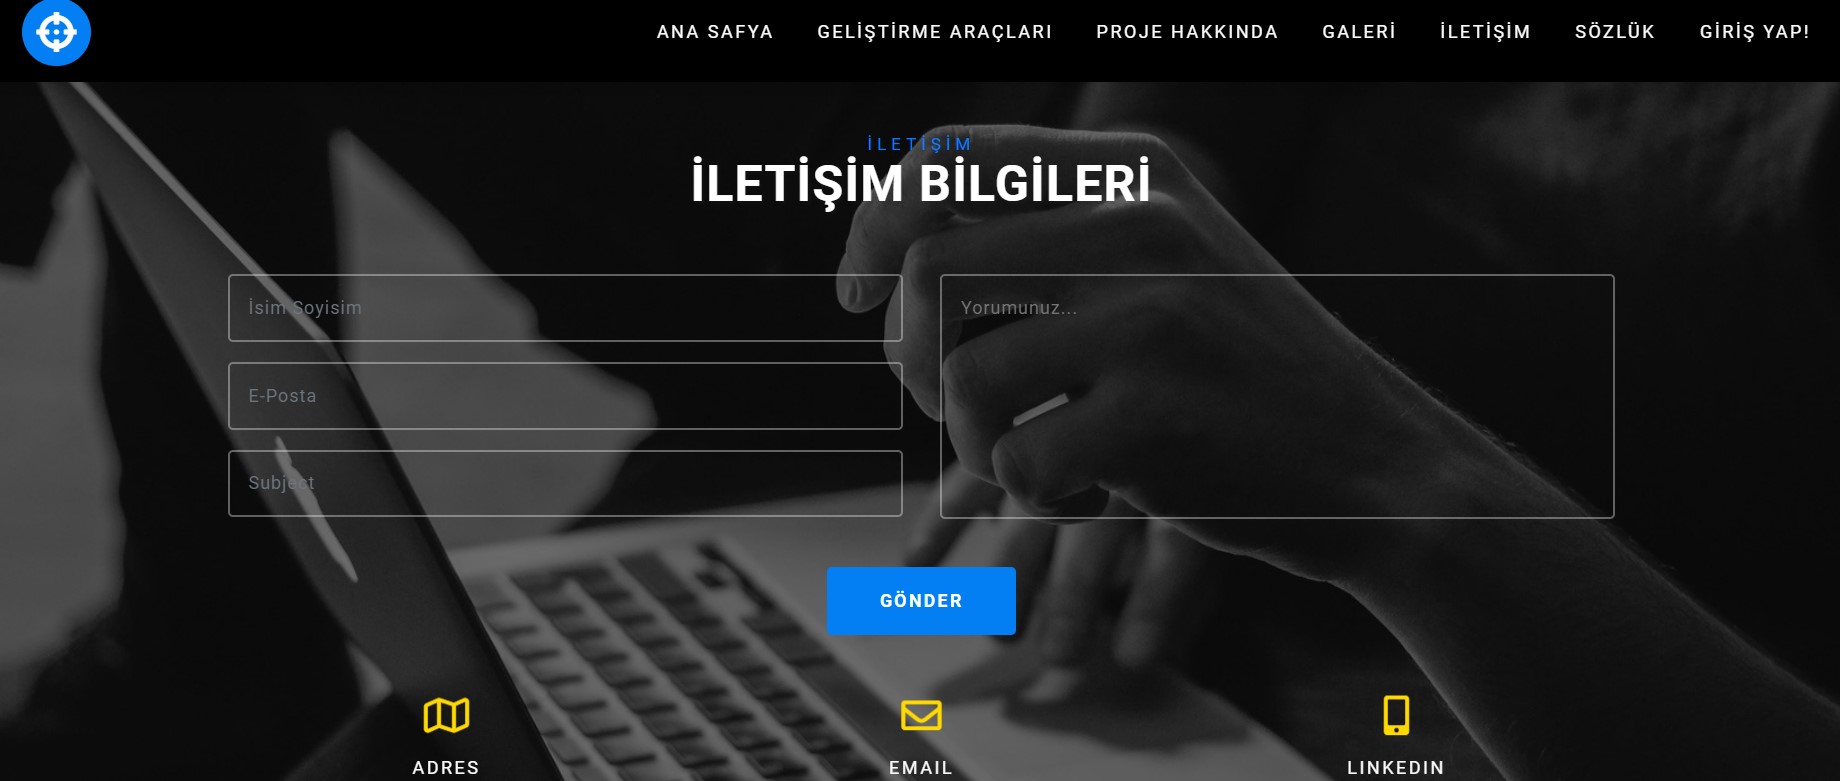 ANA SAFYA GELİŞTİRME ARAÇLARI PROJE HAKKINDA GALERİ İLETİŞİM SÖZLÜK GİRİŞ YAP!
İLETİŞİM
İLETİŞİM BİLGİLERİ
İsim Soyisim
E-Posta
Subject
Yorumunuz...
GÖNDER
ADRES EMAIL LINKEDIN